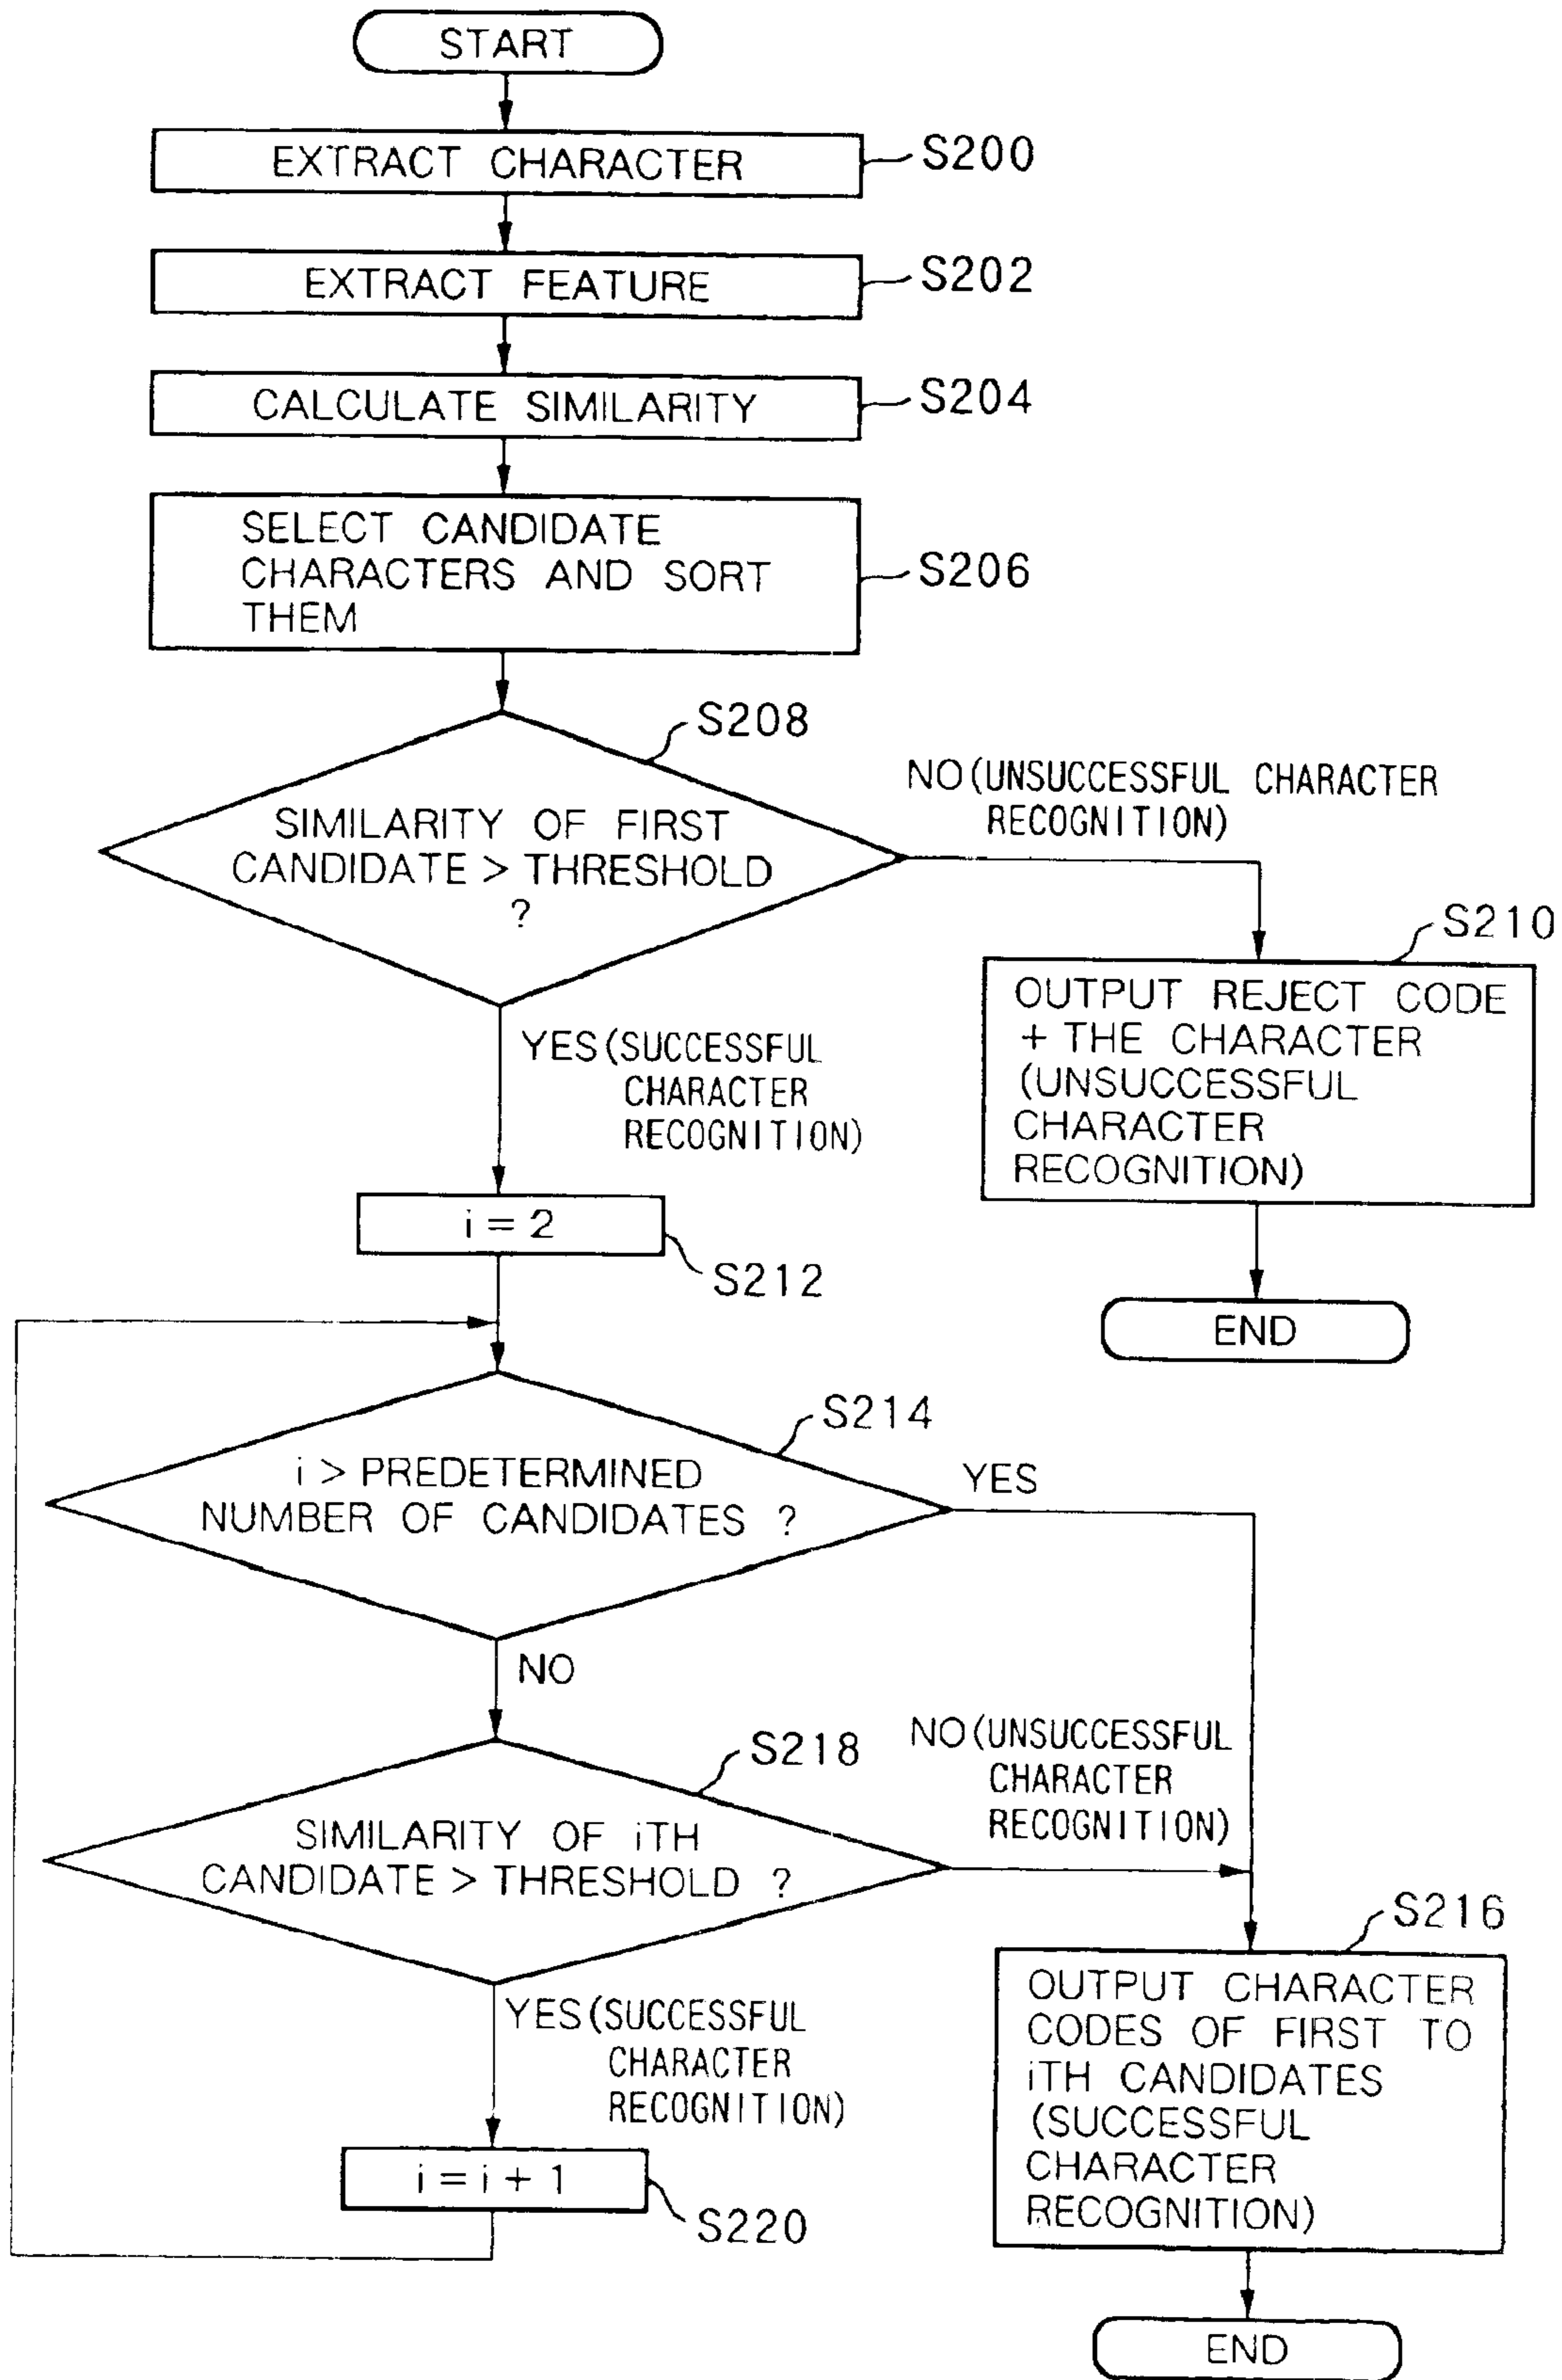 START
EXTRACT CHARACTER
S200
EXTRACT FEATURE
S202
CALCULATE SIMILARITY
S204
SELECT CANDIDATE
CHARACTERS AND SORT
THEM
S206
S208
SIMILARITY OF FIRST
CANDIDATE > THRESHOLD
?
NO (UNSUCCESSFUL CHARACTER
RECOGNITION)
S210
OUTPUT REJECT CODE
+ THE CHARACTER
(UNSUCCESSFUL
CHARACTER
RECOGNITION)
END
YES (SUCCESSFUL
CHARACTER
RECOGNITION)
i = 2
S212
S214
i > PREDETERMINED
NUMBER OF CANDIDATES ?
YES
NO
S218
SIMILARITY OF iTH
CANDIDATE > THRESHOLD ?
NO (UNSUCCESSFUL
CHARACTER
RECOGNITION)
S216
OUTPUT CHARACTER
CODES OF FIRST TO
iTH CANDIDATES
(SUCCESSFUL
CHARACTER
RECOGNITION)
YES (SUCCESSFUL
CHARACTER
RECOGNITION)
i = i + 1
S220
END